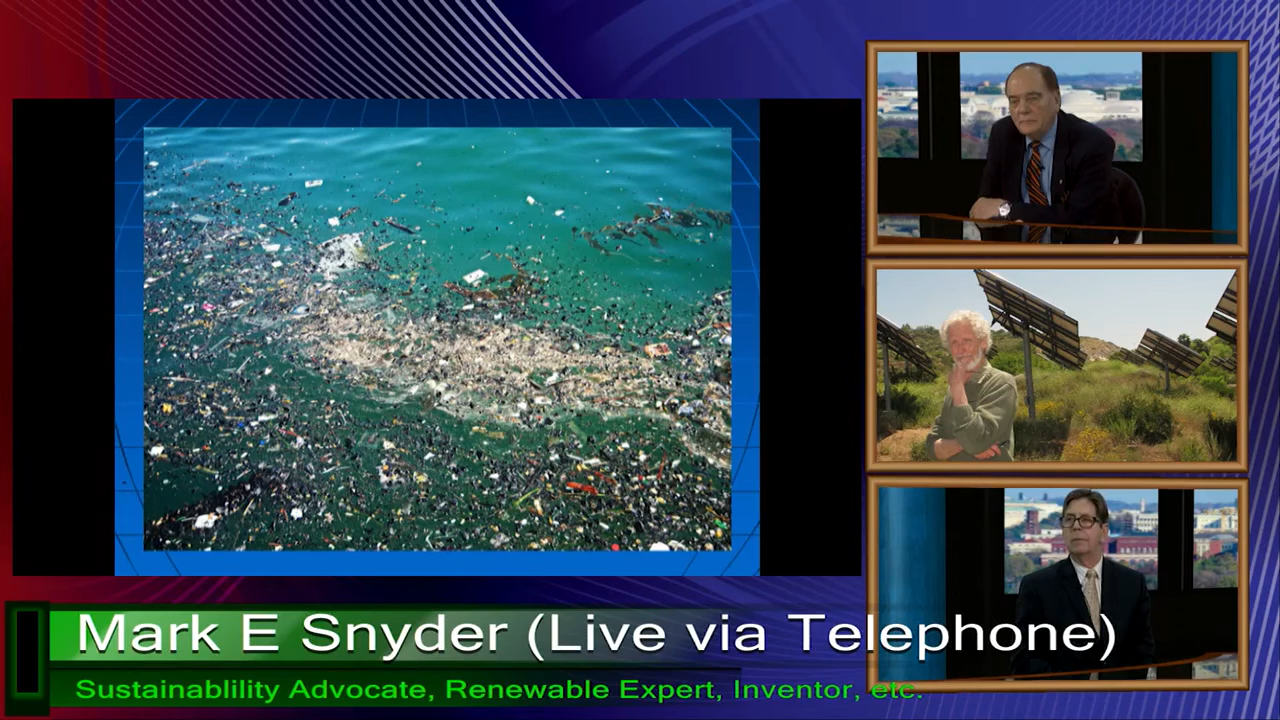 Mark E Snyder (Live via Telephone)
Sustainablility Advocate, Renewable Expert, Inventor, etc.